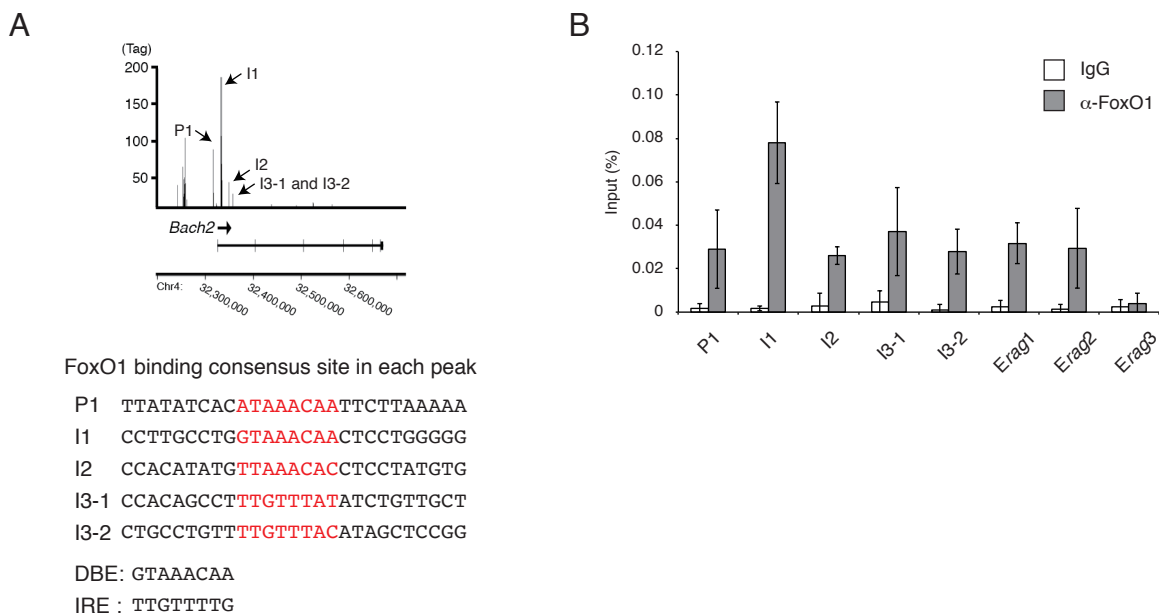 A
(Tag)
200
150
100
50
I1
P1
I2
I3-1 and I3-2
Bach2
Chr4:
32,300,000
32,400,000
32,500,000
32,600,000
FoxO1 binding consensus site in each peak
P1 TTATATCACATAAACAATTCTTAAAAA
I1 CCTTGCCTGGTAAACAACTCCTGGGGG
I2 CCACATATGTTAAACACCTCCTATGTG
I3-1 CCACAGCCTTTGTTTATATCTGTTGCT
I3-2 CTGCCTGTTTTGTTTACATAGCTCCGG
DBE: GTAAACAA
IRE : TTGTTTTG
B
0.12
0.10
0.08
0.06
0.04
0.02
0
Input (%)
IgG
α-FoxO1
P1
I1
I2
I3-1
I3-2
Erag1
Erag2
Erag3